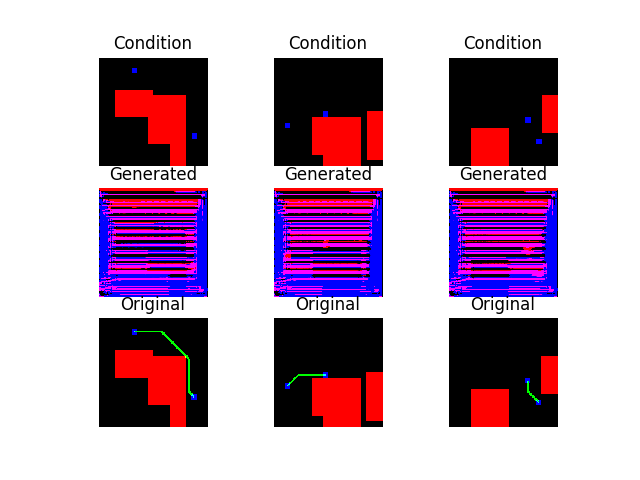 Condition Condition Condition
Generated Generated Generated
Original Original Original